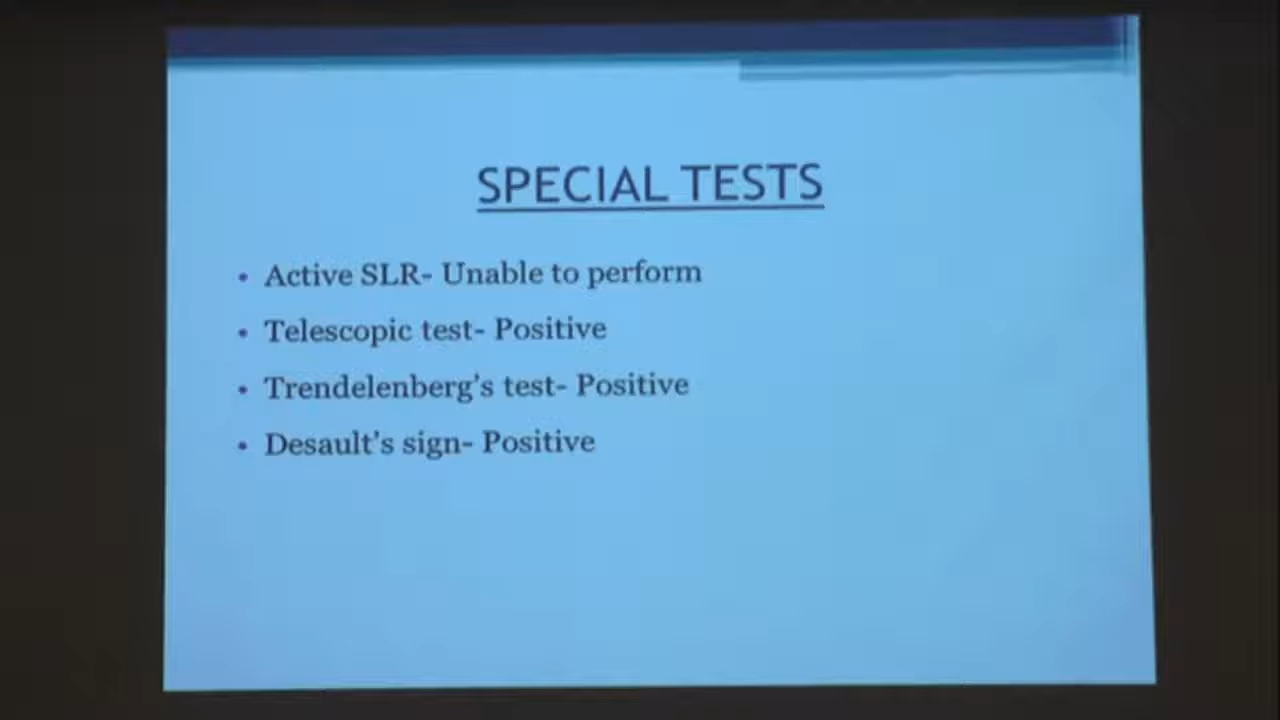 SPECIAL TESTS
• Active SLR- Unable to perform
• Telescopic test- Positive
• Trendelenberg's test- Positive
• Desault's sign- Positive